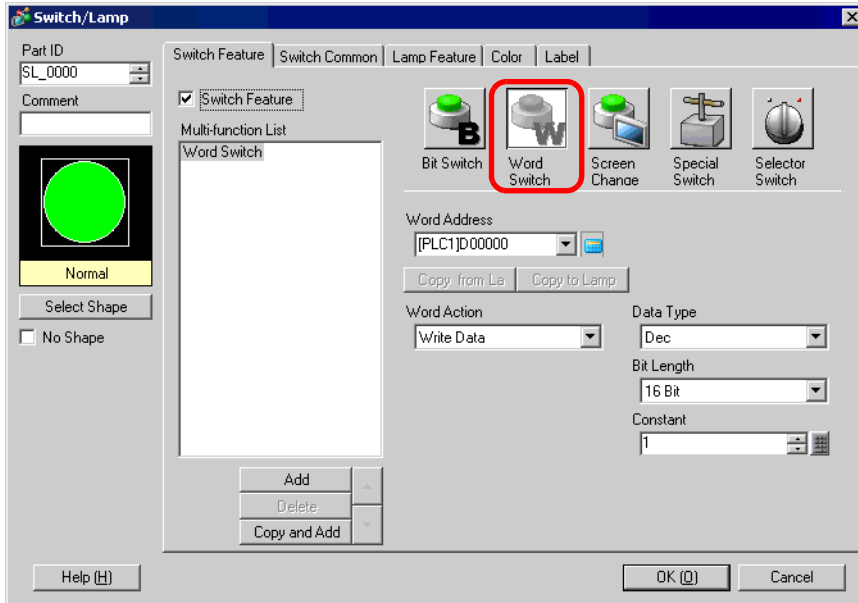 Switch/Lamp
Part ID
SL_0000
Comment
Normal
Select Shape
No Shape
Switch Feature
Switch Common
Lamp Feature
Color
Label
Switch Feature
Multi-function List
Word Switch
Add
Delete
Copy and Add
B
Bit Switch
W
Word
Switch
Screen
Change
Special
Switch
Selector
Switch
Word Address
[PLC1]D00000
Copy from La
Copy to Lamp
Word Action
Write Data
Data Type
Dec
Bit Length
16 Bit
Constant
1
Help (H)
OK (O)
Cancel